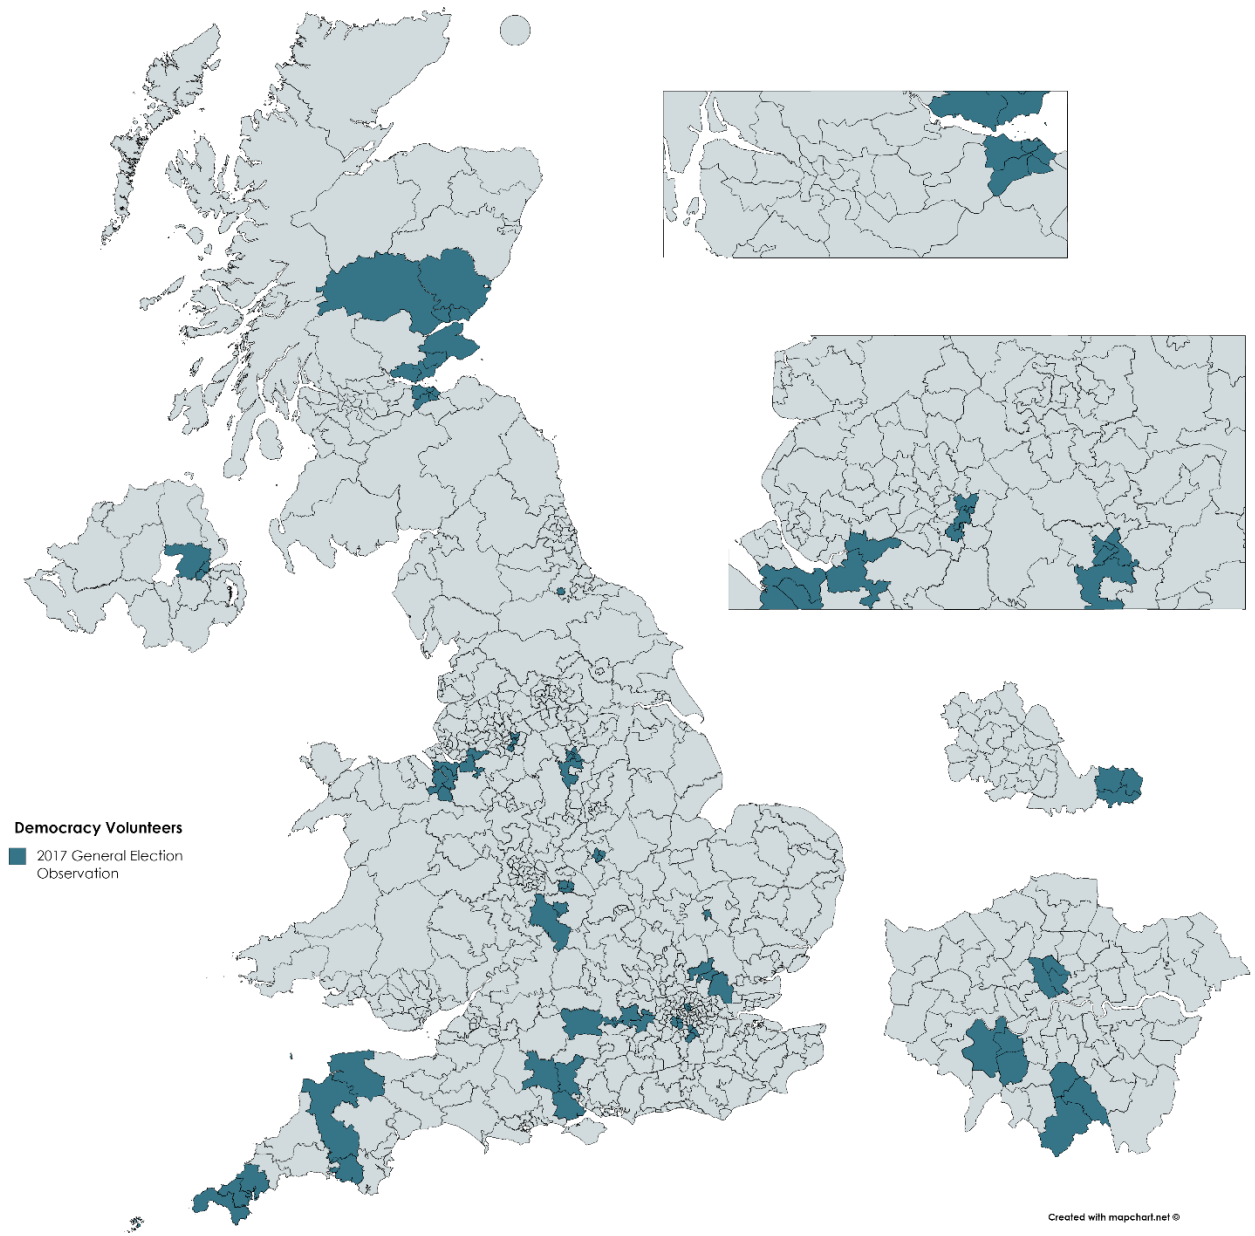 Democracy Volunteers
2017 General Election
Observation
Created with mapchart.net ©